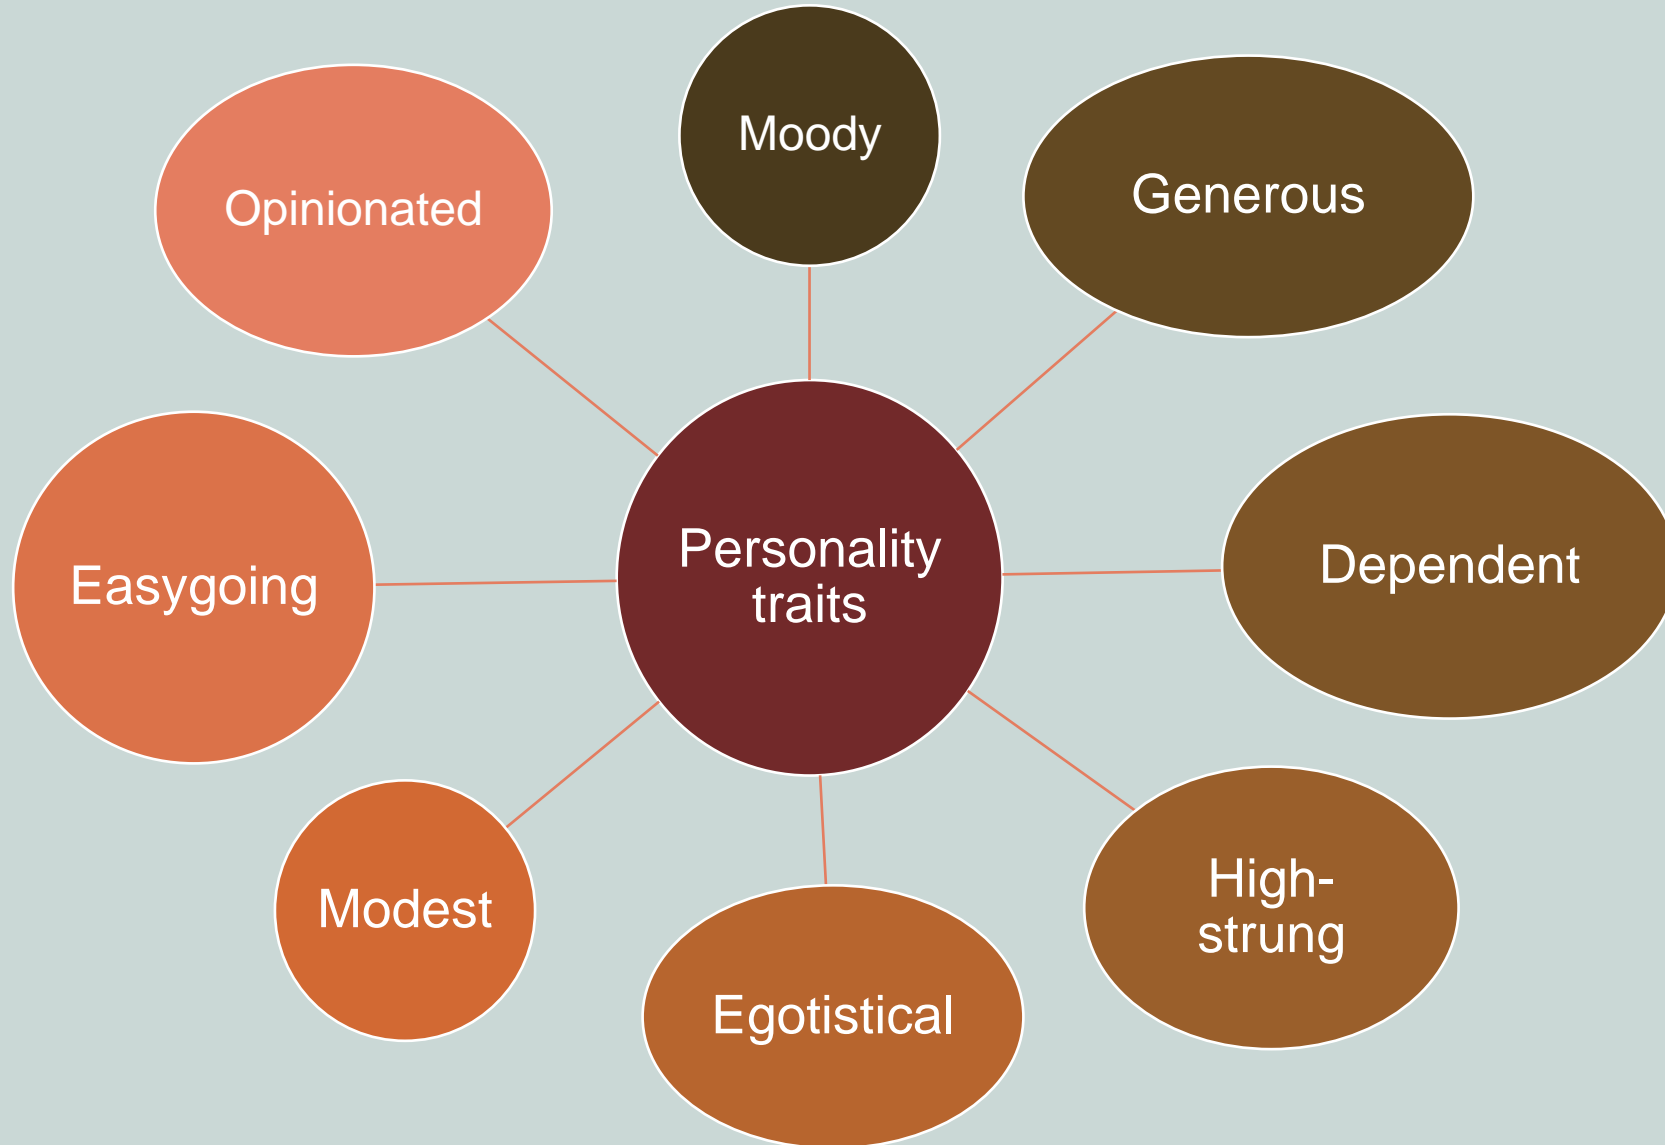 Moody
Generous
Opinionated
Personality
traits
Dependent
Easygoing
High-
strung
Modest
Egotistical